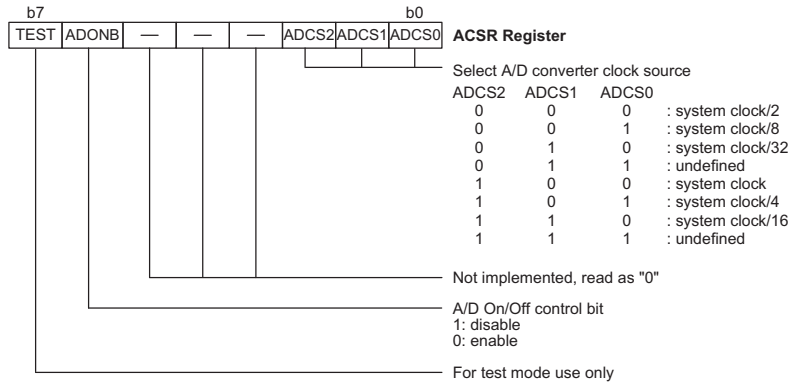 b7 b0
TEST ADONB — — — ADCS2 ADCS1 ADCS0 ACSR Register
Select A/D converter clock source
ADCS2 ADCS1 ADCS0
0 0 0 : system clock/2
0 0 1 : system clock/8
0 1 0 : system clock/32
0 1 1 : undefined
1 0 0 : system clock
1 0 1 : system clock/4
1 1 0 : system clock/16
1 1 1 : undefined
Not implemented, read as "0"
A/D On/Off control bit
1: disable
0: enable
For test mode use only